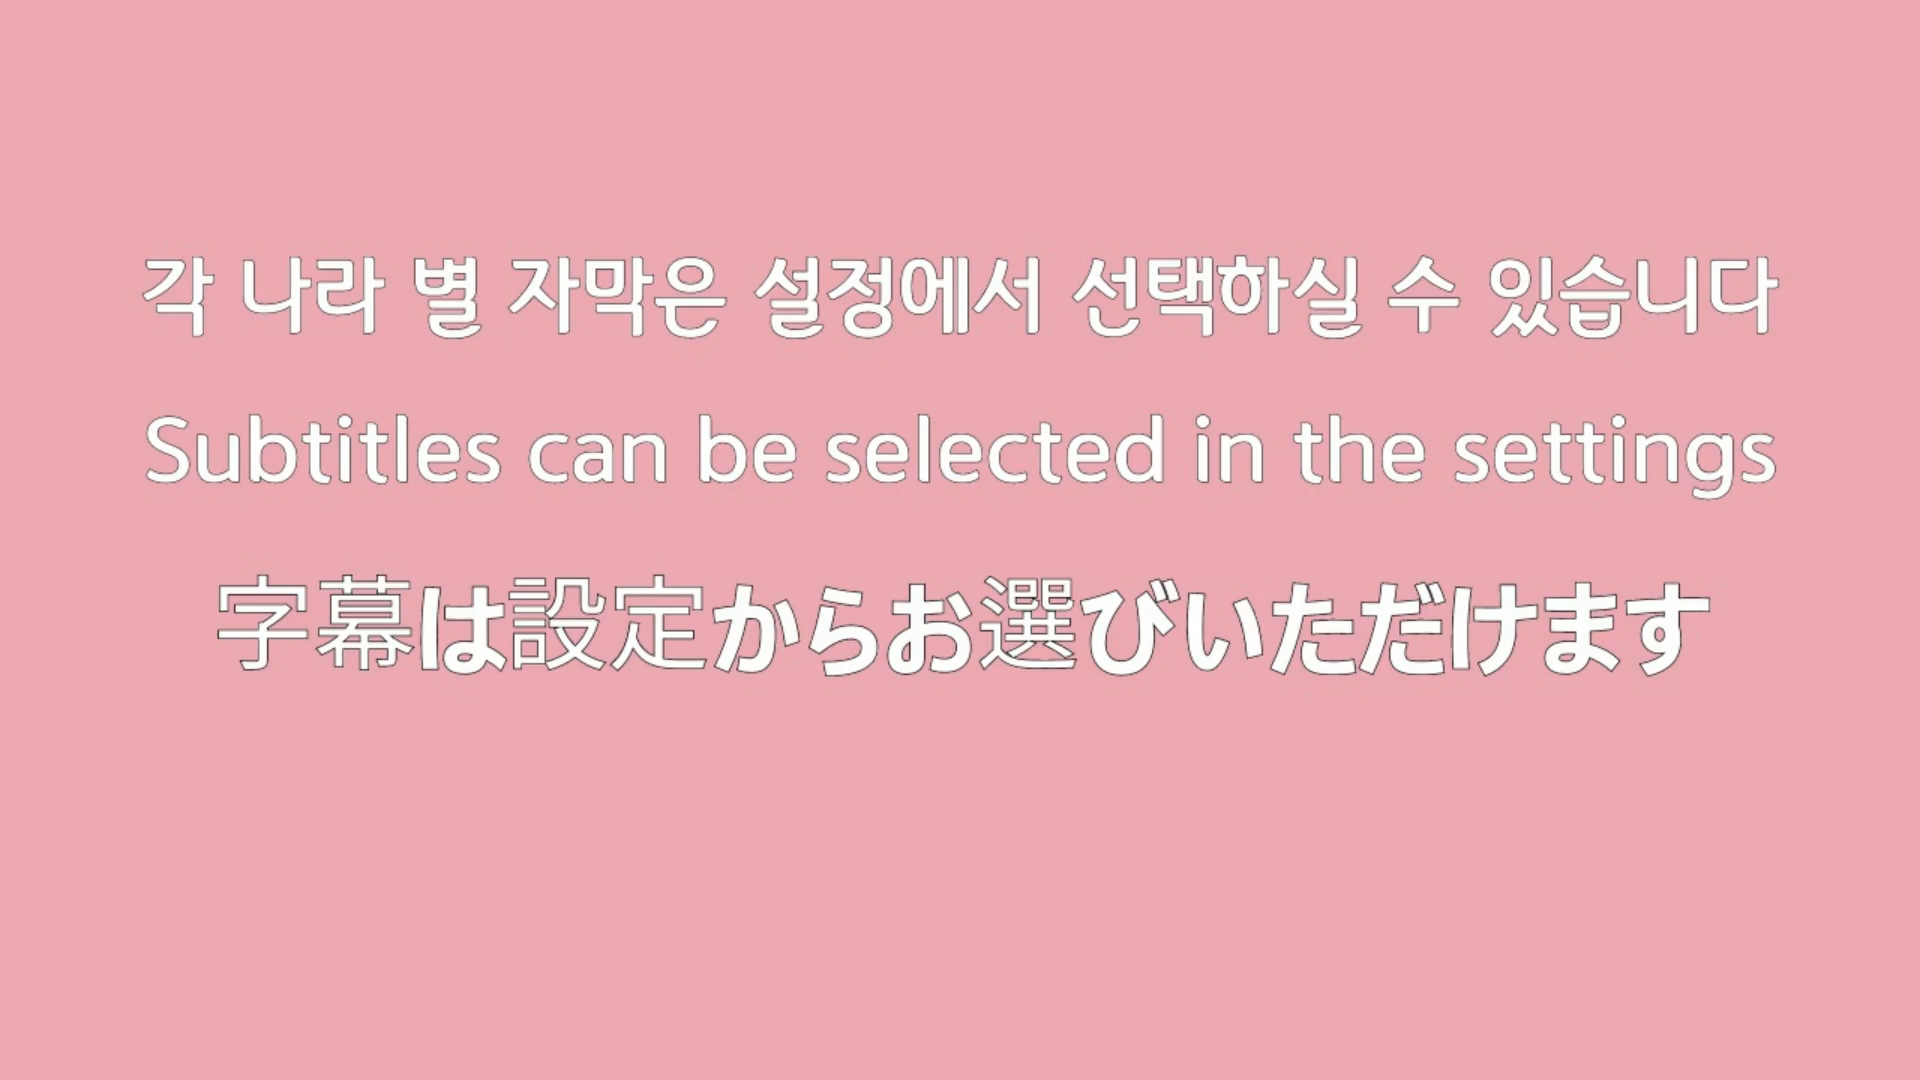 각 나라 별 자막은 설정에서 선택하실 수 있습니다
Subtitles can be selected in the settings
字幕は設定からお選びいただけます